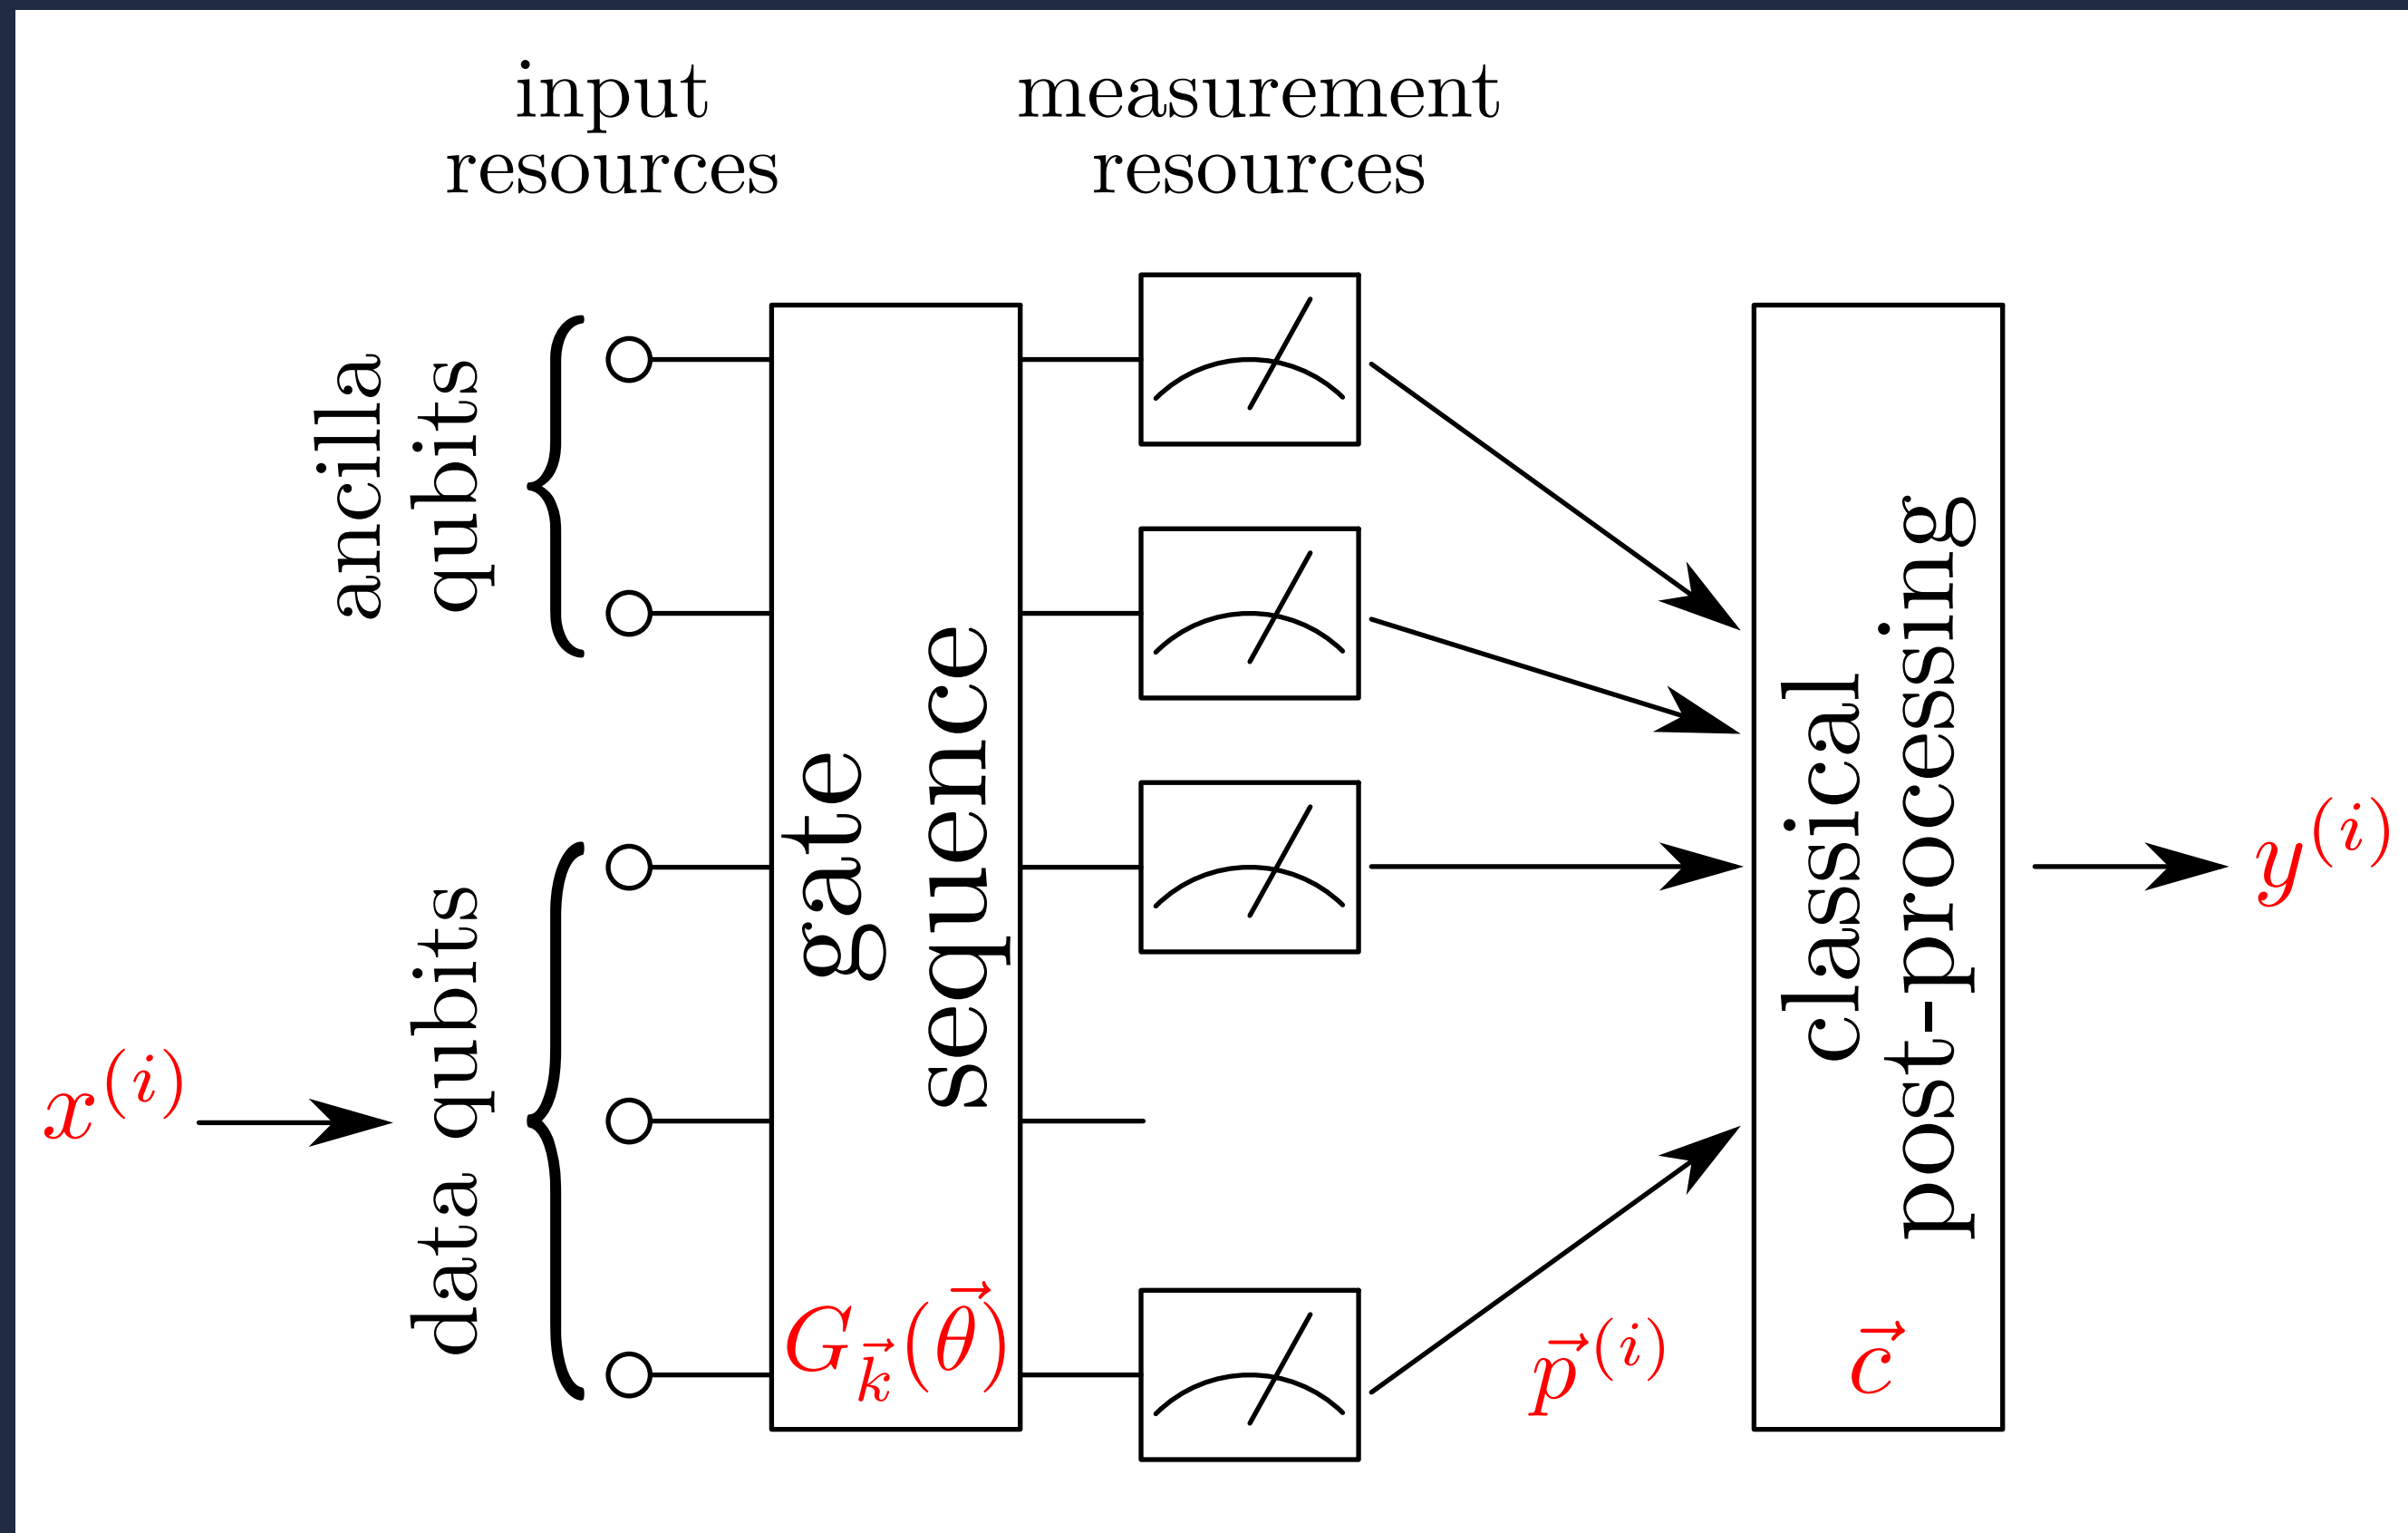 input
resources
measurement
resources
ancilla
qubits
data qubits
x^{(i)}
gate
sequence
G_{\vec{k}}(\vec{\theta})
\vec{p}^{(i)}
classical
post-processing
\vec{c}
y^{(i)}